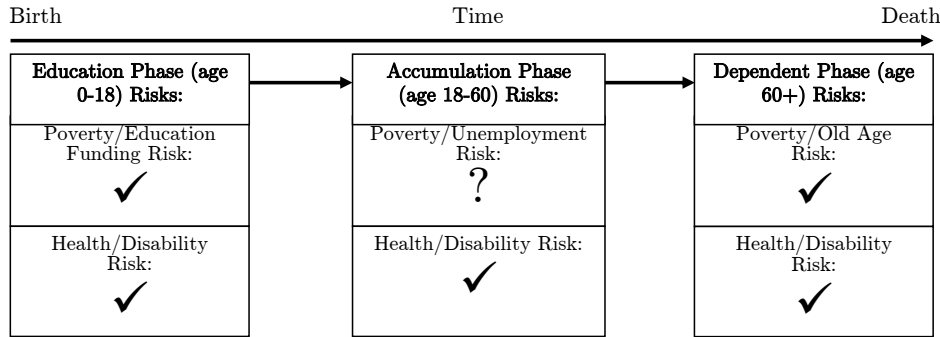 Birth Time Death
Education Phase (age
0-18) Risks:
Accumulation Phase
(age 18-60) Risks:
Dependent Phase (age
60+) Risks:
Poverty/Education
Funding Risk:
✓
Poverty/Unemployment
Risk:
?
Poverty/Old Age
Risk:
✓
Health/Disability
Risk:
✓
Health/Disability Risk:
✓
Health/Disability
Risk:
✓